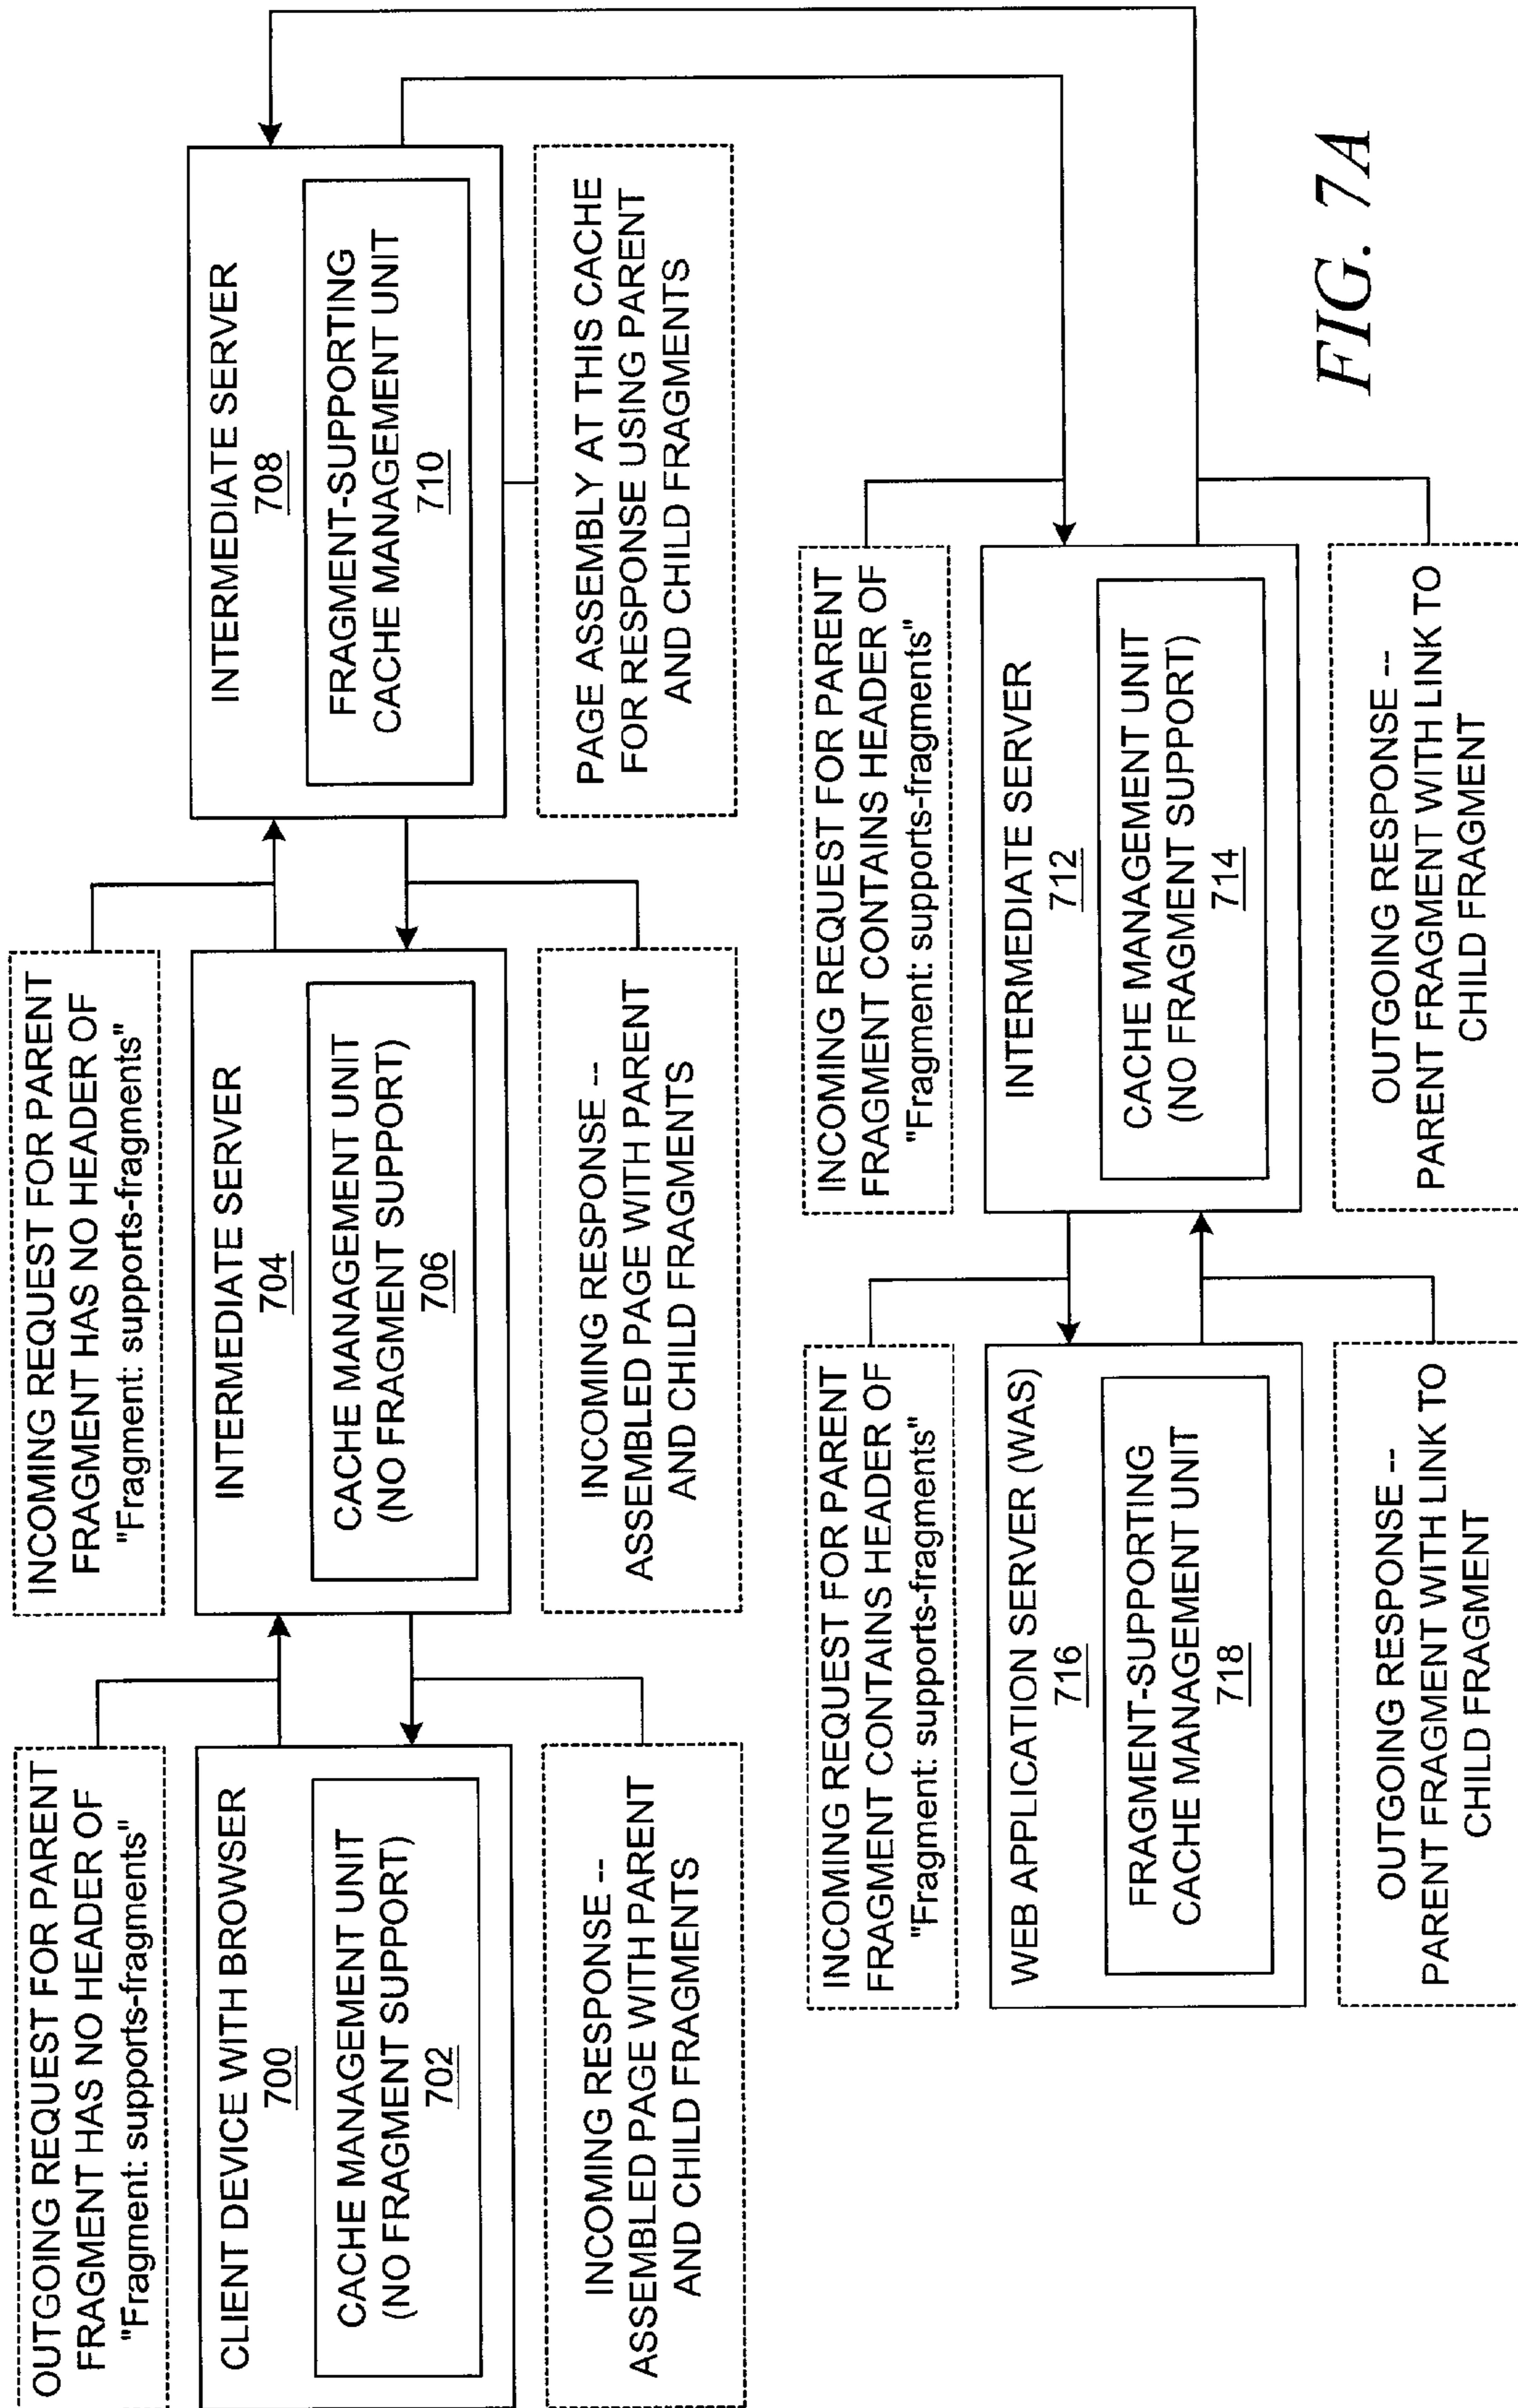 OUTGOING REQUEST FOR PARENT
FRAGMENT HAS NO HEADER OF
"Fragment: supports-fragments"
CLIENT DEVICE WITH BROWSER
700
CACHE MANAGEMENT UNIT
(NO FRAGMENT SUPPORT)
702
INCOMING RESPONSE --
ASSEMBLED PAGE WITH PARENT
AND CHILD FRAGMENTS
INCOMING REQUEST FOR PARENT
FRAGMENT HAS NO HEADER OF
"Fragment: supports-fragments"
INTERMEDIATE SERVER
704
CACHE MANAGEMENT UNIT
(NO FRAGMENT SUPPORT)
706
INCOMING RESPONSE --
ASSEMBLED PAGE WITH PARENT
AND CHILD FRAGMENTS
INTERMEDIATE SERVER
708
FRAGMENT-SUPPORTING
CACHE MANAGEMENT UNIT
710
PAGE ASSEMBLY AT THIS CACHE
FOR RESPONSE USING PARENT
AND CHILD FRAGMENTS
INCOMING REQUEST FOR PARENT
FRAGMENT CONTAINS HEADER OF
"Fragment: supports-fragments"
WEB APPLICATION SERVER (WAS)
716
FRAGMENT-SUPPORTING
CACHE MANAGEMENT UNIT
718
OUTGOING RESPONSE --
PARENT FRAGMENT WITH LINK TO
CHILD FRAGMENT
INCOMING REQUEST FOR PARENT
FRAGMENT CONTAINS HEADER OF
"Fragment: supports-fragments"
INTERMEDIATE SERVER
712
CACHE MANAGEMENT UNIT
(NO FRAGMENT SUPPORT)
714
OUTGOING RESPONSE --
PARENT FRAGMENT WITH LINK TO
CHILD FRAGMENT
FIG. 7A